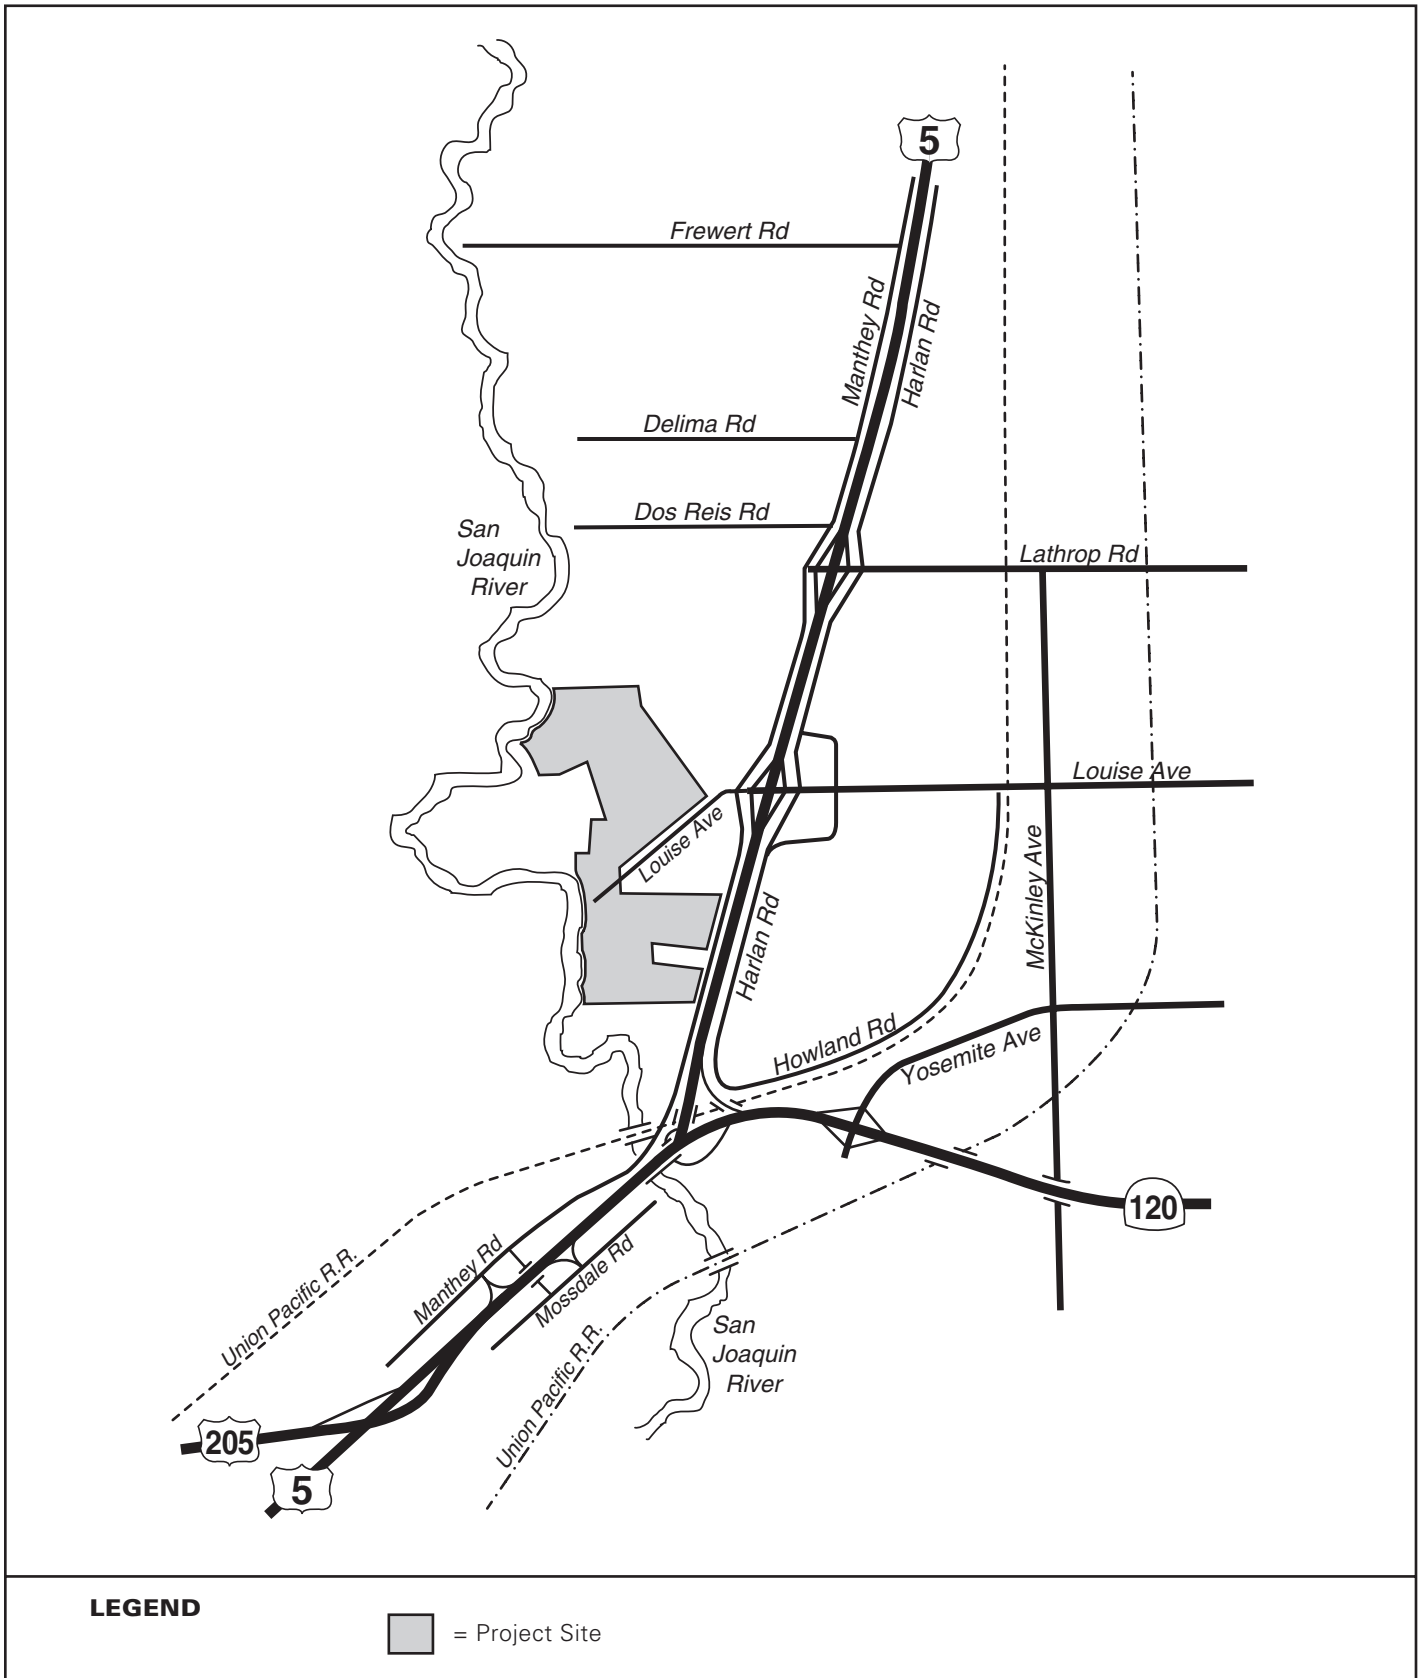 5
Frewert Rd
Manthey Rd
Harlan Rd
Delima Rd
Dos Reis Rd
San
Joaquin
River
Lathrop Rd
Louise Ave
Louise Ave
McKinley Ave
Harlan Rd
Howland Rd
Yosemite Ave
120
Manthey Rd
Mossdale Rd
Union Pacific R.R.
Union Pacific R.R.
San
Joaquin
River
205
5
LEGEND
= Project Site